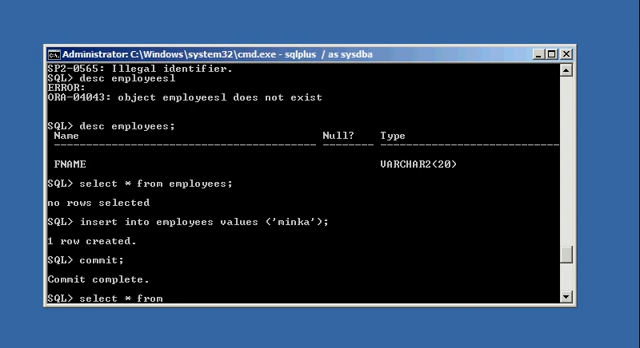 Administrator: C:\Windows\system32\cmd.exe - sqlplus / as sysdba
SP2-0565: Illegal identifier.
SQL> desc employees1
ERROR:
ORA-04043: object employees1 does not exist
SQL> desc employees;
Name Null? Type
----------------------------------------- -------- ----------------------------
FNAME VARCHAR2(20)
SQL> select * from employees;
no rows selected
SQL> insert into employees values ('minka');
1 row created.
SQL> commit;
Commit complete.
SQL> select * from